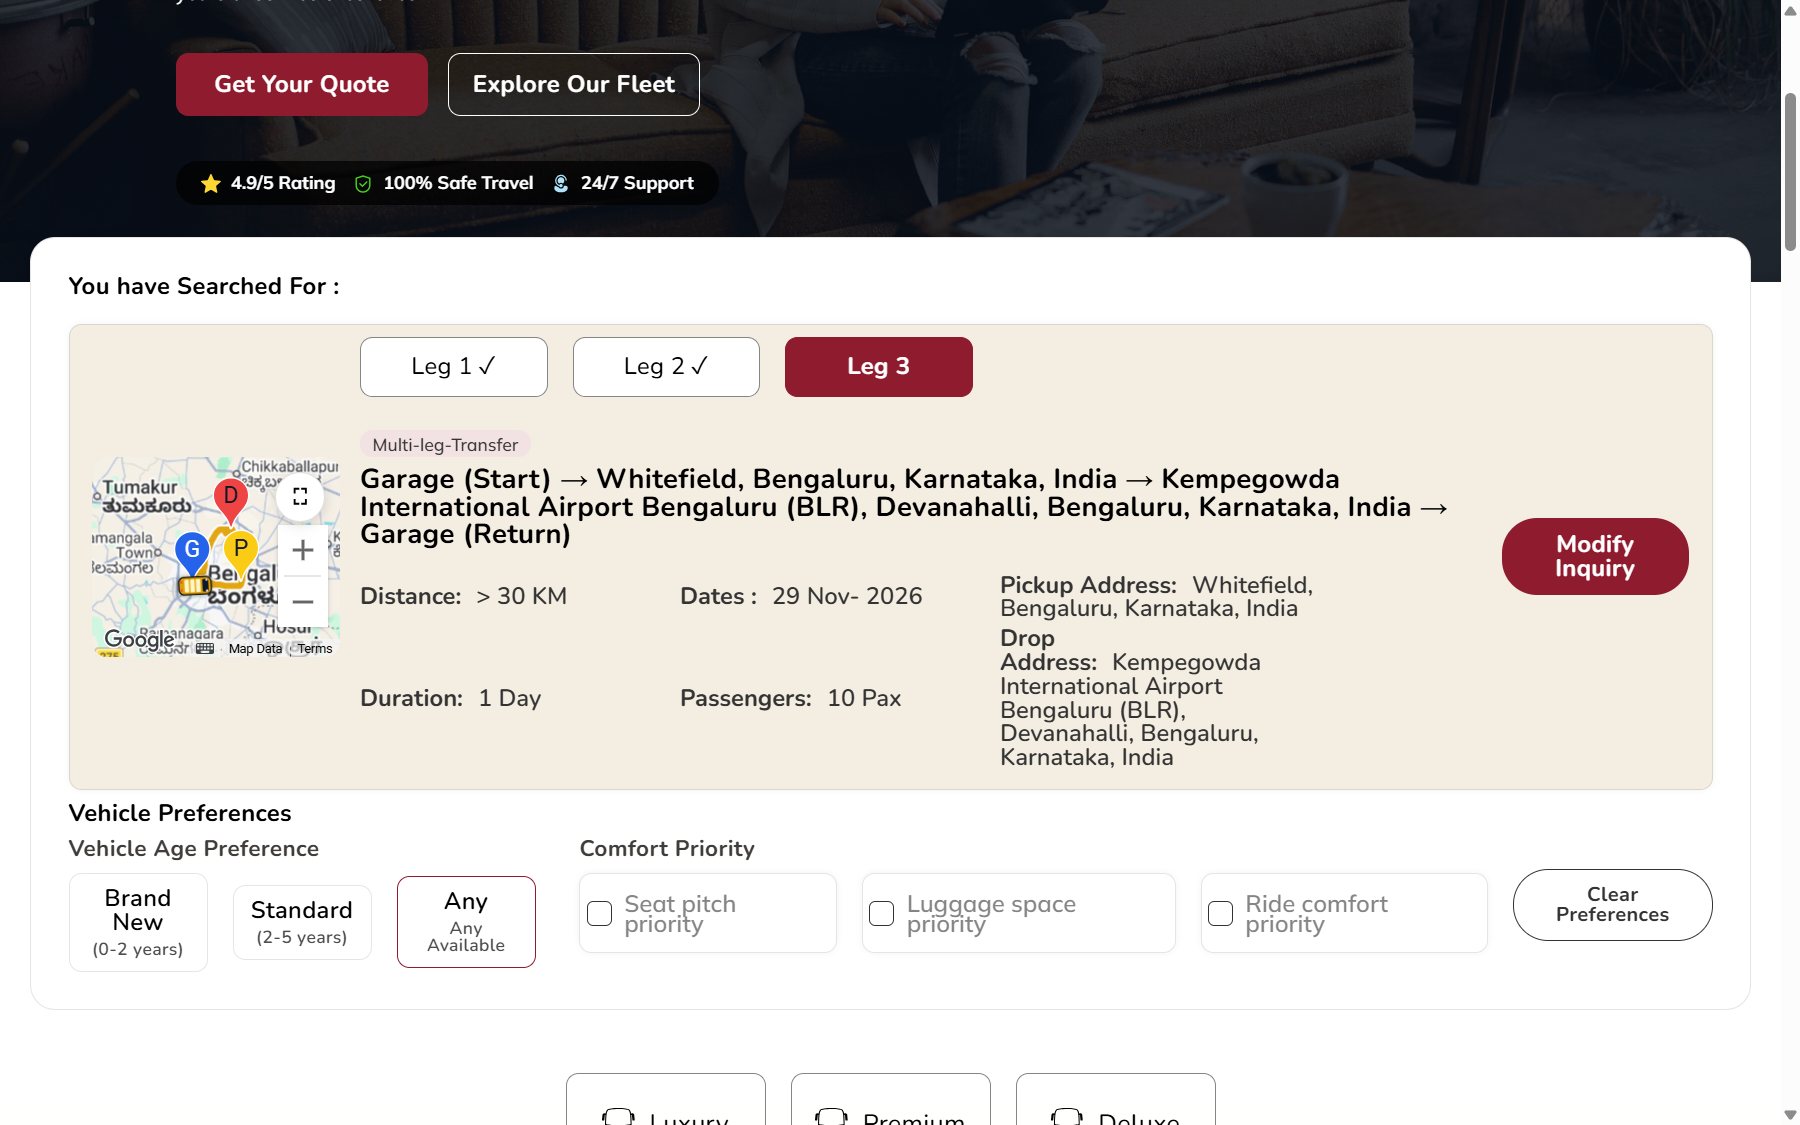 Get Your Quote
Explore Our Fleet
4.9/5 Rating
100% Safe Travel
24/7 Support
You have Searched For :
Leg 1 ✓
Leg 2 ✓
Leg 3
Multi-leg-Transfer
Garage (Start) → Whitefield, Bengaluru, Karnataka, India → Kempegowda
International Airport Bengaluru (BLR), Devanahalli, Bengaluru, Karnataka, India →
Garage (Return)
Chikkaballapur
Tumakur
ತುಮಕೂರು
D
amangala
Town
G
P
Google
Map Data
Terms
Distance: > 30 KM
Dates : 29 Nov- 2026
Pickup Address: Whitefield,
Bengaluru, Karnataka, India
Drop
Address: Kempegowda
International Airport
Bengaluru (BLR),
Devanahalli, Bengaluru,
Karnataka, India
Duration: 1 Day
Passengers: 10 Pax
Modify
Inquiry
Vehicle Preferences
Vehicle Age Preference
Brand
New
(0-2 years)
Standard
(2-5 years)
Any
Any
Available
Comfort Priority
Seat pitch
priority
Luggage space
priority
Ride comfort
priority
Clear
Preferences
Luxury
Premium
Deluxe